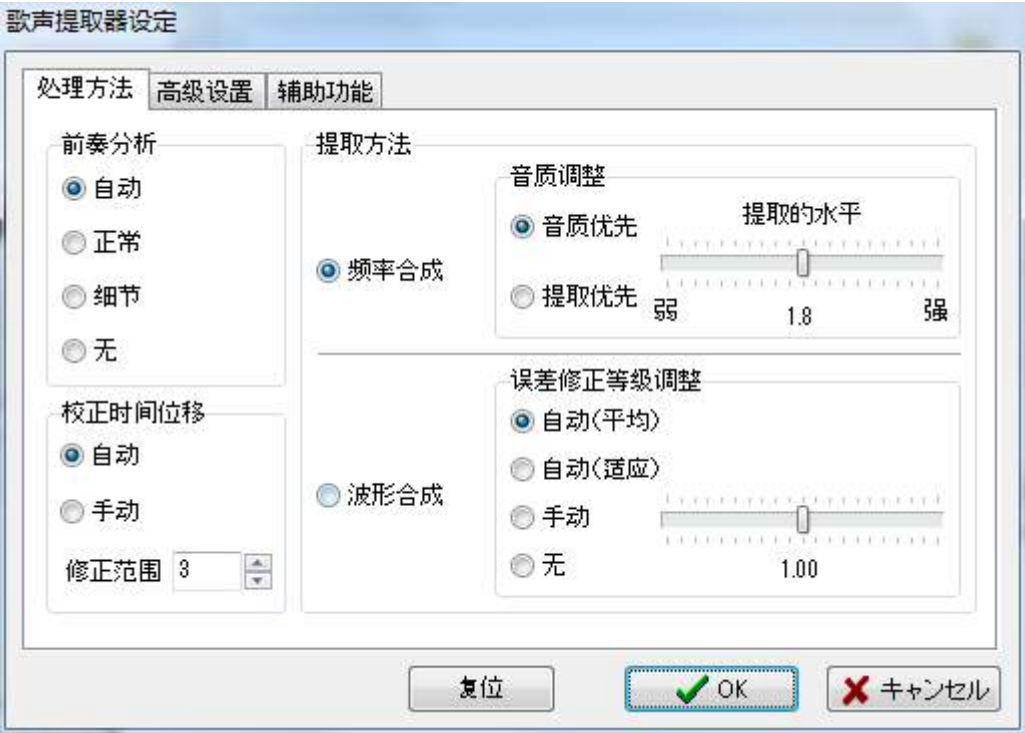 歌声提取器设定
处理方法 高级设置 辅助功能
前奏分析
自动
正常
细节
无
校正时间位移
自动
手动
修正范围 3
提取方法
频率合成
音质调整
音质优先
提取优先
提取的水平
弱 1.8 强
波形合成
误差修正等级调整
自动(平均)
自动(适应)
手动
无
1.00
复位 OK キャンセル